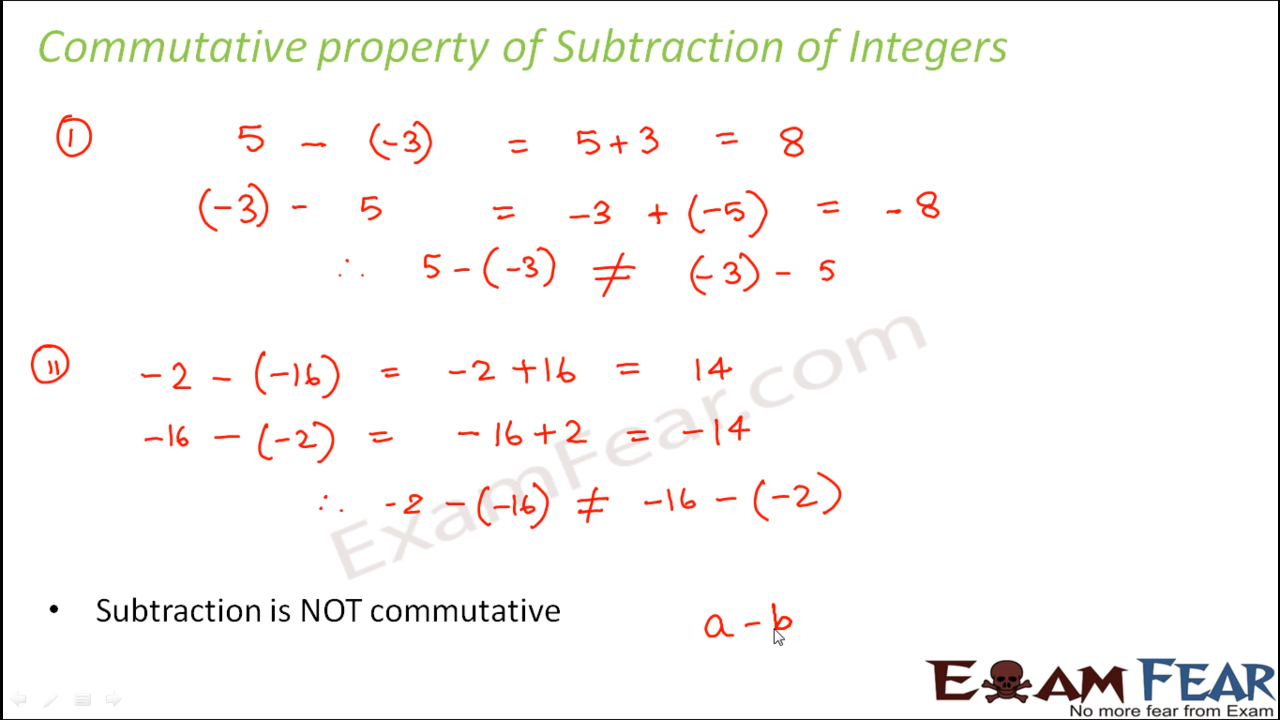 Commutative property of Subtraction of Integers
(I) 5 - (-3) = 5+3 = 8
(-3) - 5 = -3 + (-5) = -8
∴ 5-(-3) ≠ (-3) - 5
(II) -2 - (-16) = -2 +16 = 14
-16 - (-2) = -16+2 = -14
∴ -2 -(-16) ≠ -16 - (-2)
ExamFear.com
• Subtraction is NOT commutative
a - b
EXAM FEAR
No more fear from Exam